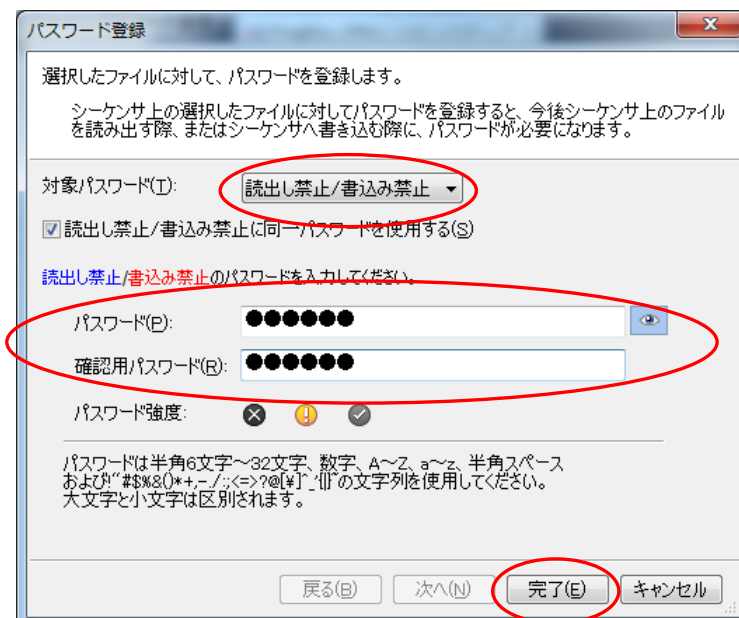 パスワード登録
選択したファイルに対して、パスワードを登録します。
シーケンサ上の選択したファイルに対してパスワードを登録すると、今後シーケンサ上のファイル
を読み出す際、またはシーケンサへ書き込む際に、パスワードが必要になります。
対象パスワード(T):
読出し禁止/書込み禁止
読出し禁止/書込み禁止に同一パスワードを使用する(S)
読出し禁止/書込み禁止のパスワードを入力してください。
パスワード(P): ●●●●●●
確認用パスワード(R): ●●●●●●
パスワード強度:
パスワードは半角6文字～32文字、数字、A～Z、a～z、半角スペース
および!"#$%&()*+,-./:;<=>?@[¥]^_'{|}~の文字列を使用してください。
大文字と小文字は区別されます。
戻る(B) 次へ(N) 完了(E) キャンセル